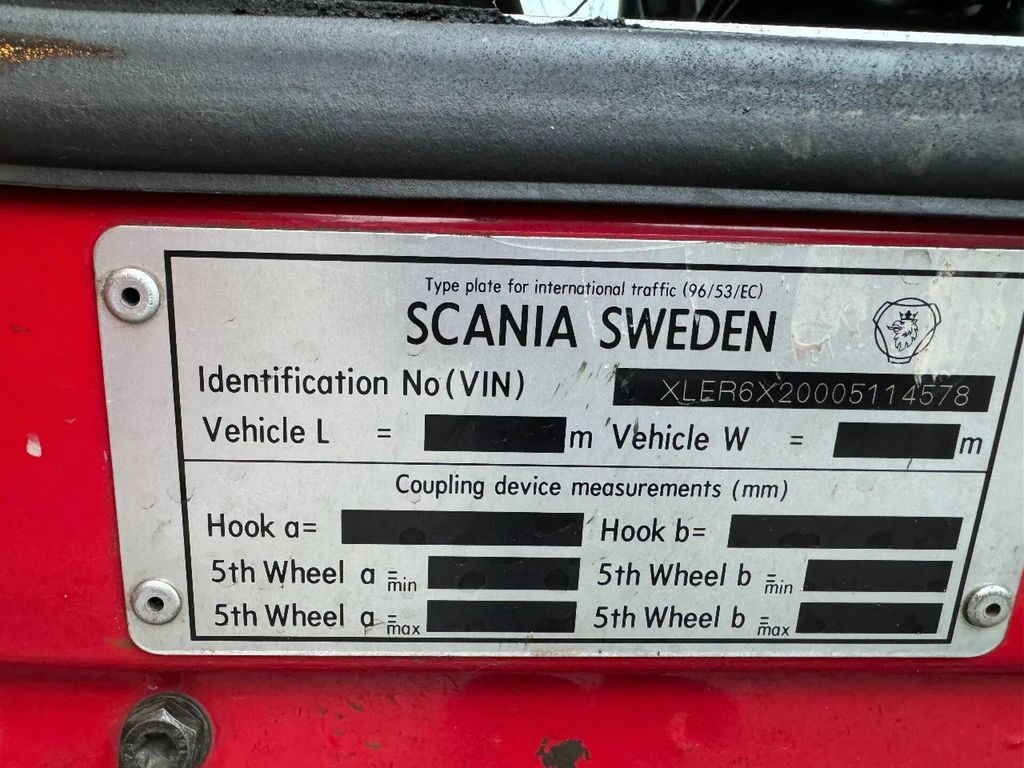 Type plate for international traffic (96/53/EC)
SCANIA SWEDEN
Identification No (VIN) XLER6X20005114578
Vehicle L = m Vehicle W = m
Coupling device measurements (mm)
Hook a= Hook b=
5th Wheel a = min 5th Wheel b = min
5th Wheel a = max 5th Wheel b = max